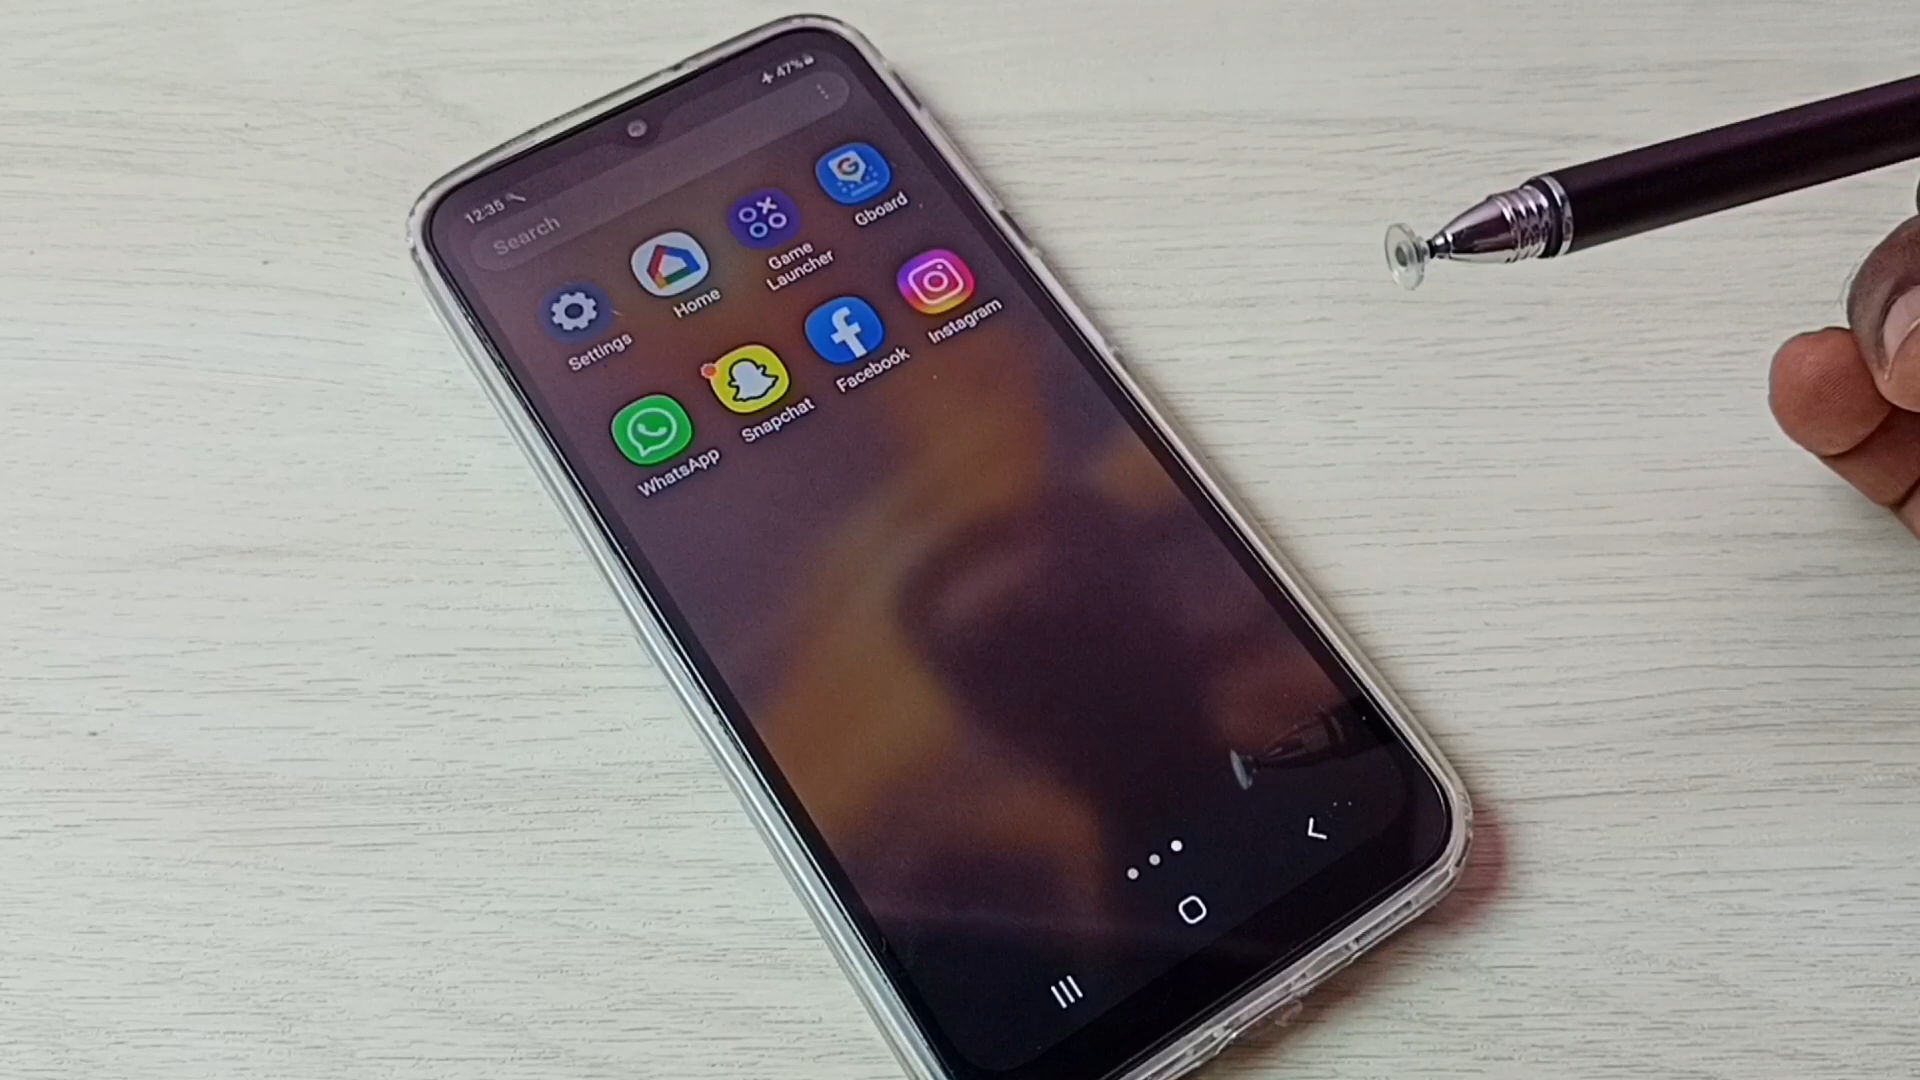 12:35
47%
Search
Settings
Home
Game
Launcher
Gboard
WhatsApp
Snapchat
Facebook
Instagram